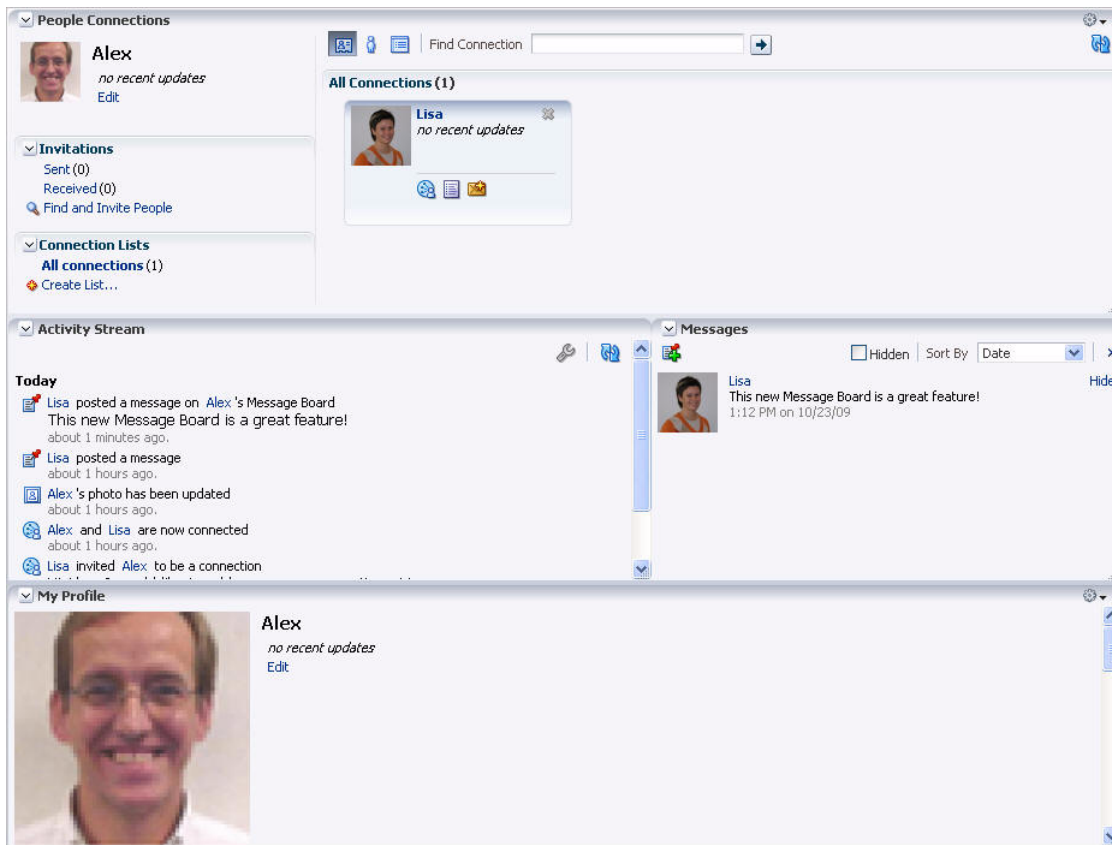 People Connections
Alex
no recent updates
Edit
Find Connection
All Connections (1)
Lisa
no recent updates
Invitations
Sent (0)
Received (0)
Find and Invite People
Connection Lists
All connections (1)
Create List...
Activity Stream
Today
Lisa posted a message on Alex 's Message Board
This new Message Board is a great feature!
about 1 minutes ago.
Lisa posted a message
about 1 hours ago.
Alex 's photo has been updated
about 1 hours ago.
Alex and Lisa are now connected
about 1 hours ago.
Lisa invited Alex to be a connection
Messages
Hidden Sort By Date
Lisa Hide
This new Message Board is a great feature!
1:12 PM on 10/23/09
My Profile
Alex
no recent updates
Edit